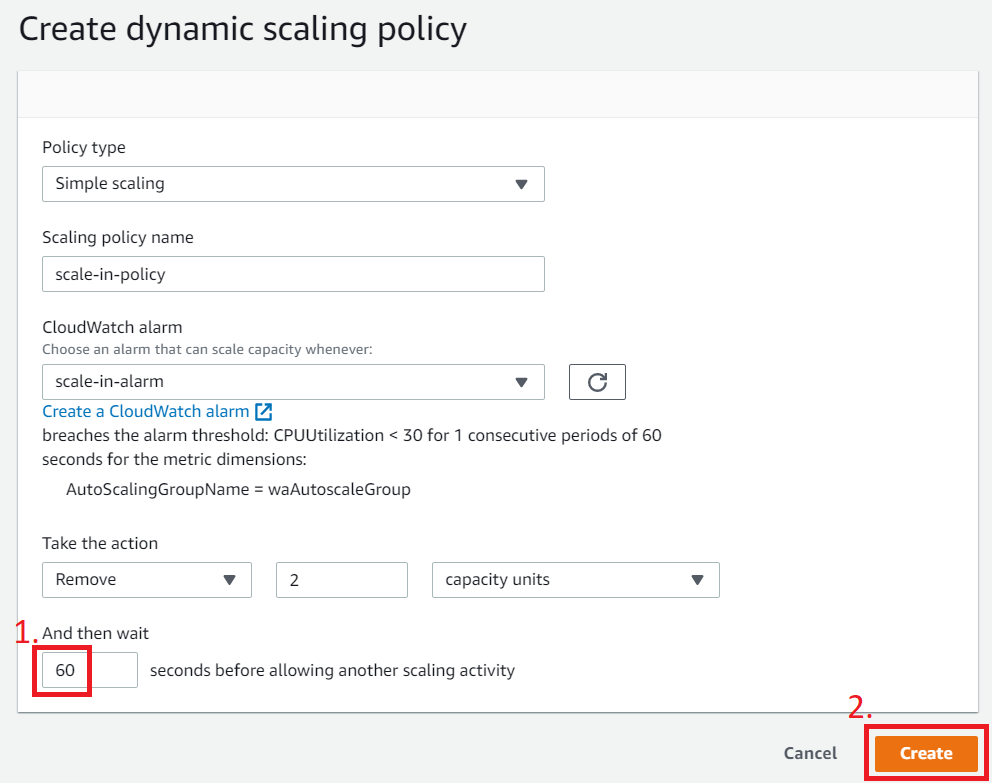 Create dynamic scaling policy
Policy type
Simple scaling
Scaling policy name
scale-in-policy
CloudWatch alarm
Choose an alarm that can scale capacity whenever:
scale-in-alarm
Create a CloudWatch alarm
breaches the alarm threshold: CPUUtilization < 30 for 1 consecutive periods of 60
seconds for the metric dimensions:
AutoScalingGroupName = waAutoscaleGroup
Take the action
Remove 2 capacity units
1. And then wait
60 seconds before allowing another scaling activity
2.
Cancel Create